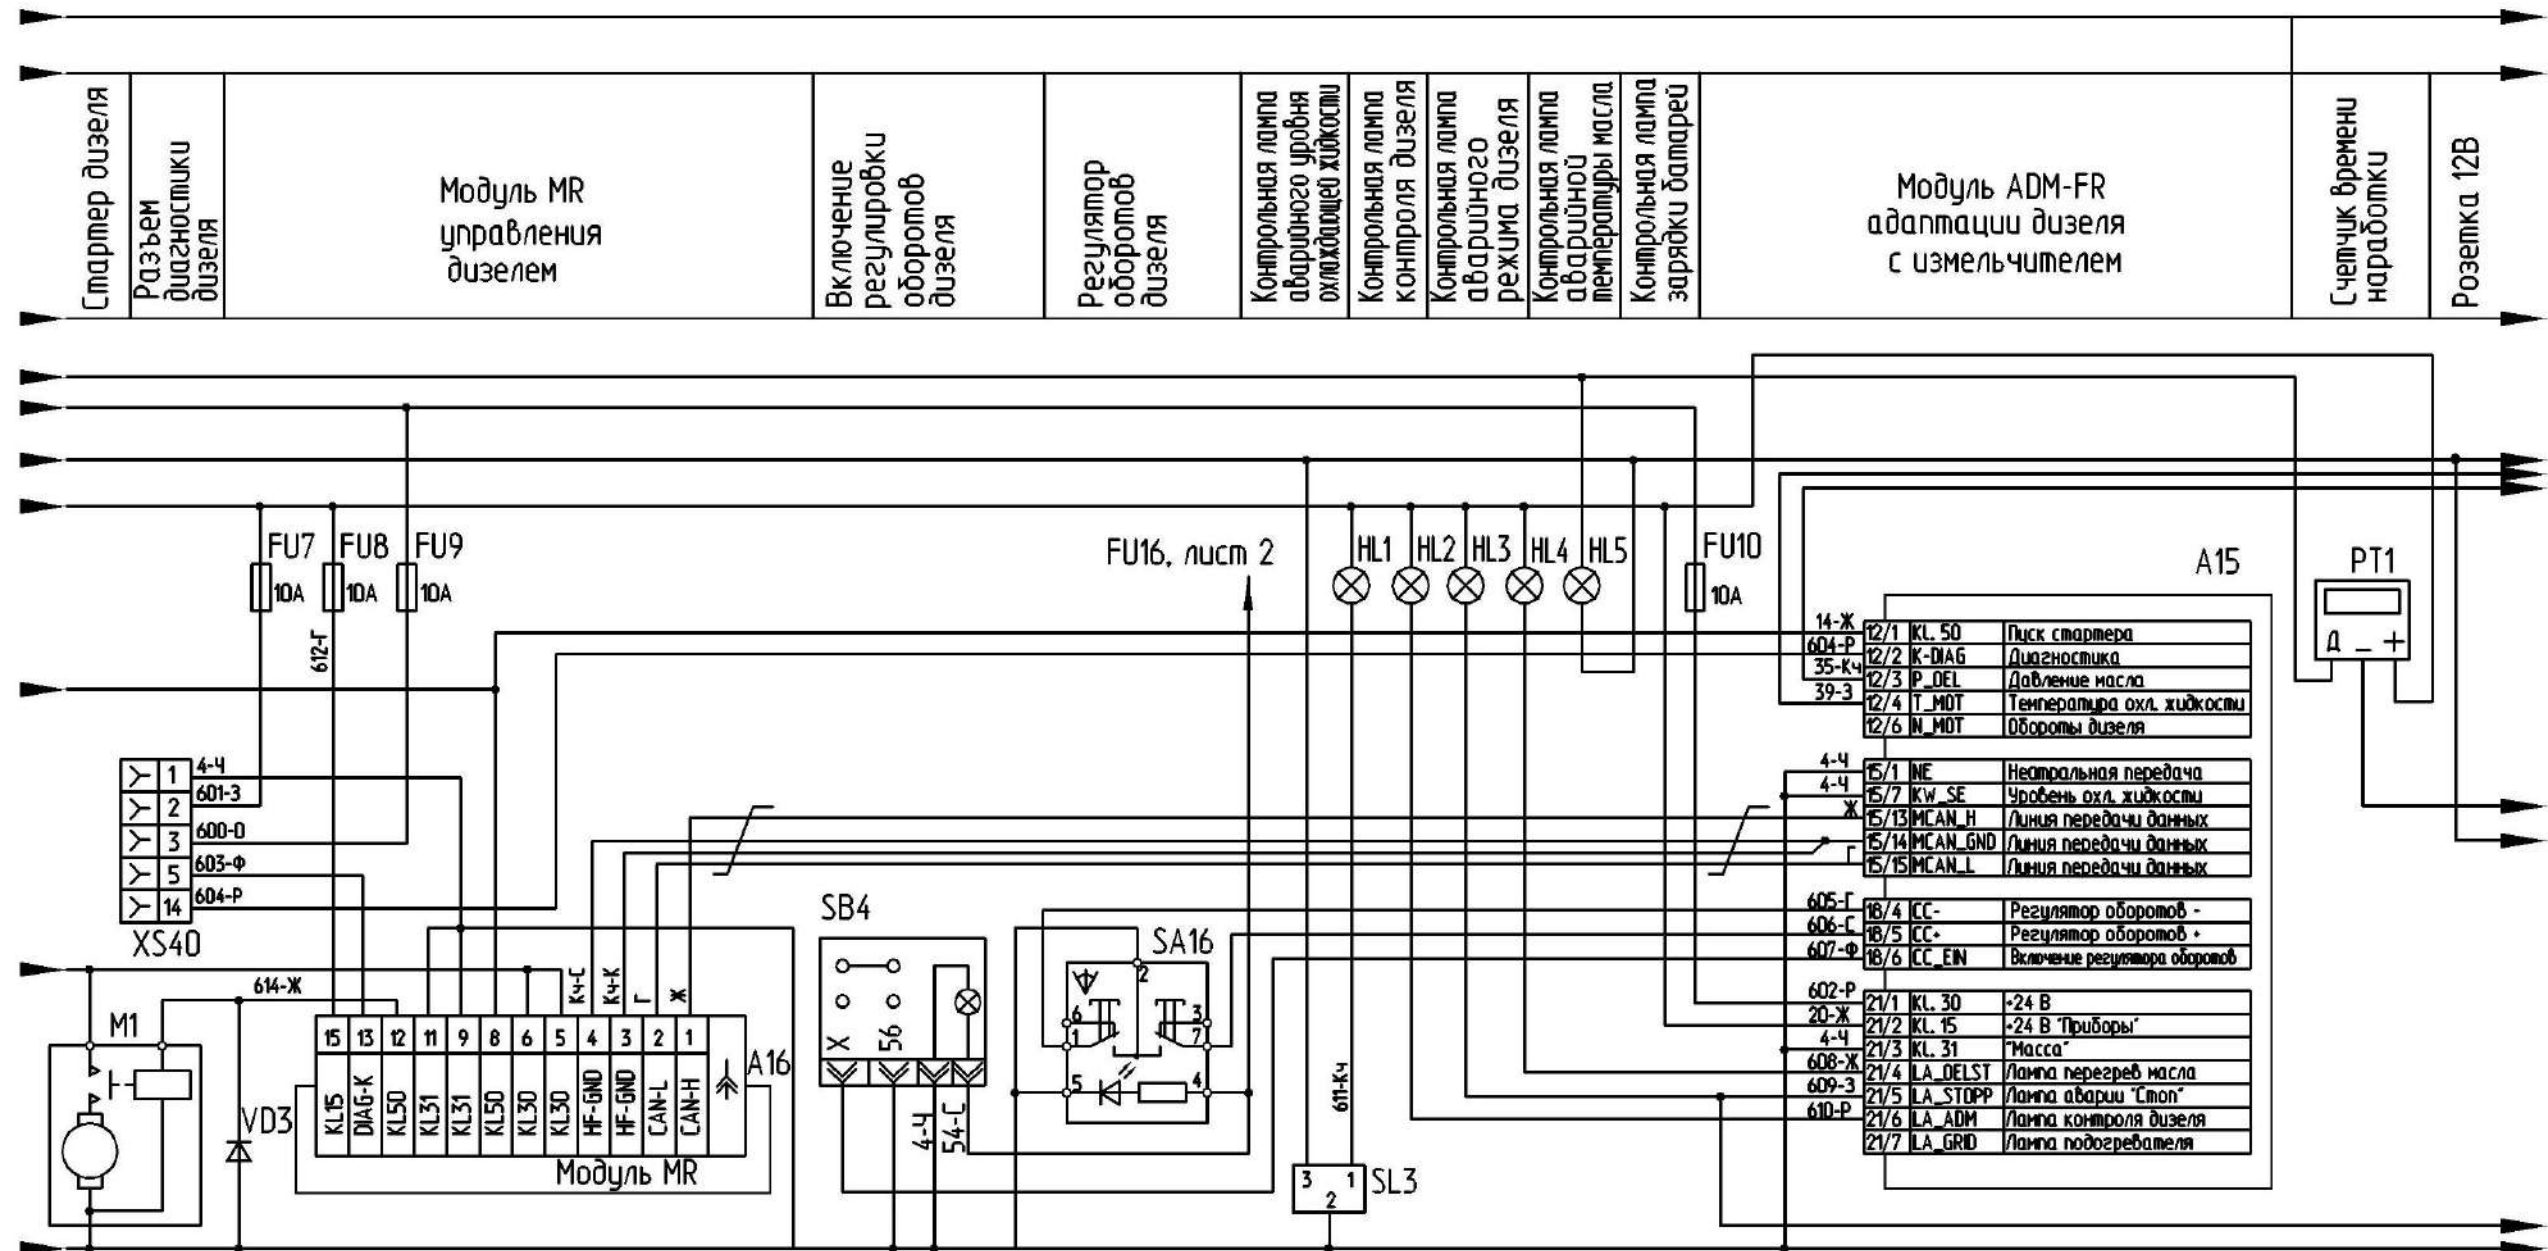 Стартер дизеля
Разъем
диагностики
дизеля
Модуль MR
управления
дизелем
Включение
регулировки
оборотов
дизеля
Регулятор
оборотов
дизеля
Контрольная лампа
аварийного уровня
охлаждающей жидкости
Контрольная лампа
контроля дизеля
Контрольная лампа
аварийного
режима дизеля
Контрольная лампа
аварийной
температуры масла
Контрольная лампа
зарядки батарей
Модуль ADM-FR
адаптации дизеля
с измельчителем
Счетчик времени
наработки
Розетка 12В
FU7
10А
FU8
10А
FU9
10А
612-Г
FU16, лист 2
HL1
HL2
HL3
HL4
HL5
FU10
10А
A15
PT1
Д – +
14-Ж
12/1 KL. 50 Пуск стартера
604-Р
12/2 K-DIAG Диагностика
35-Кч
12/3 P_OEL Давление масла
39-З
12/4 T_MOT Температура охл. жидкости
12/6 N_MOT Обороты дизеля
4-Ч
15/1 NE Неатральная передача
4-Ч
15/7 KW_SE Уровень охл. жидкости
Ж
15/13 MCAN_H Линия передачи данных
15/14 MCAN_GND Линия передачи данных
Г
15/15 MCAN_L Линия передачи данных
605-Г
18/4 CC- Регулятор оборотов -
606-С
18/5 CC+ Регулятор оборотов +
607-Ф
18/6 CC_EIN Включение регулятора оборотов
602-Р
21/1 KL. 30 +24 В
20-Ж
21/2 KL. 15 +24 В "Приборы"
4-Ч
21/3 KL. 31 "Масса"
608-Ж
21/4 LA_OELST Лампа перегрев масла
609-З
21/5 LA_STOPP Лампа аварии "Стоп"
610-Р
21/6 LA_ADM Лампа контроля дизеля
21/7 LA_GRID Лампа подогревателя
1 4-Ч
2 601-З
3 600-О
5 603-Ф
14 604-Р
XS40
614-Ж
M1
VD3
Кч-С
Кч-К
Г
Ж
15 13 12 11 9 8 6 5 4 3 2 1
KL15
DIAG-K
KL50
KL31
KL31
KL50
KL30
KL30
HF-GND
HF-GND
CAN-L
CAN-H
A16
Модуль MR
SB4
X
56
4-Ч
54-С
SA16
2
6
3
1
7
5
4
611-Кч
3 1
2
SL3